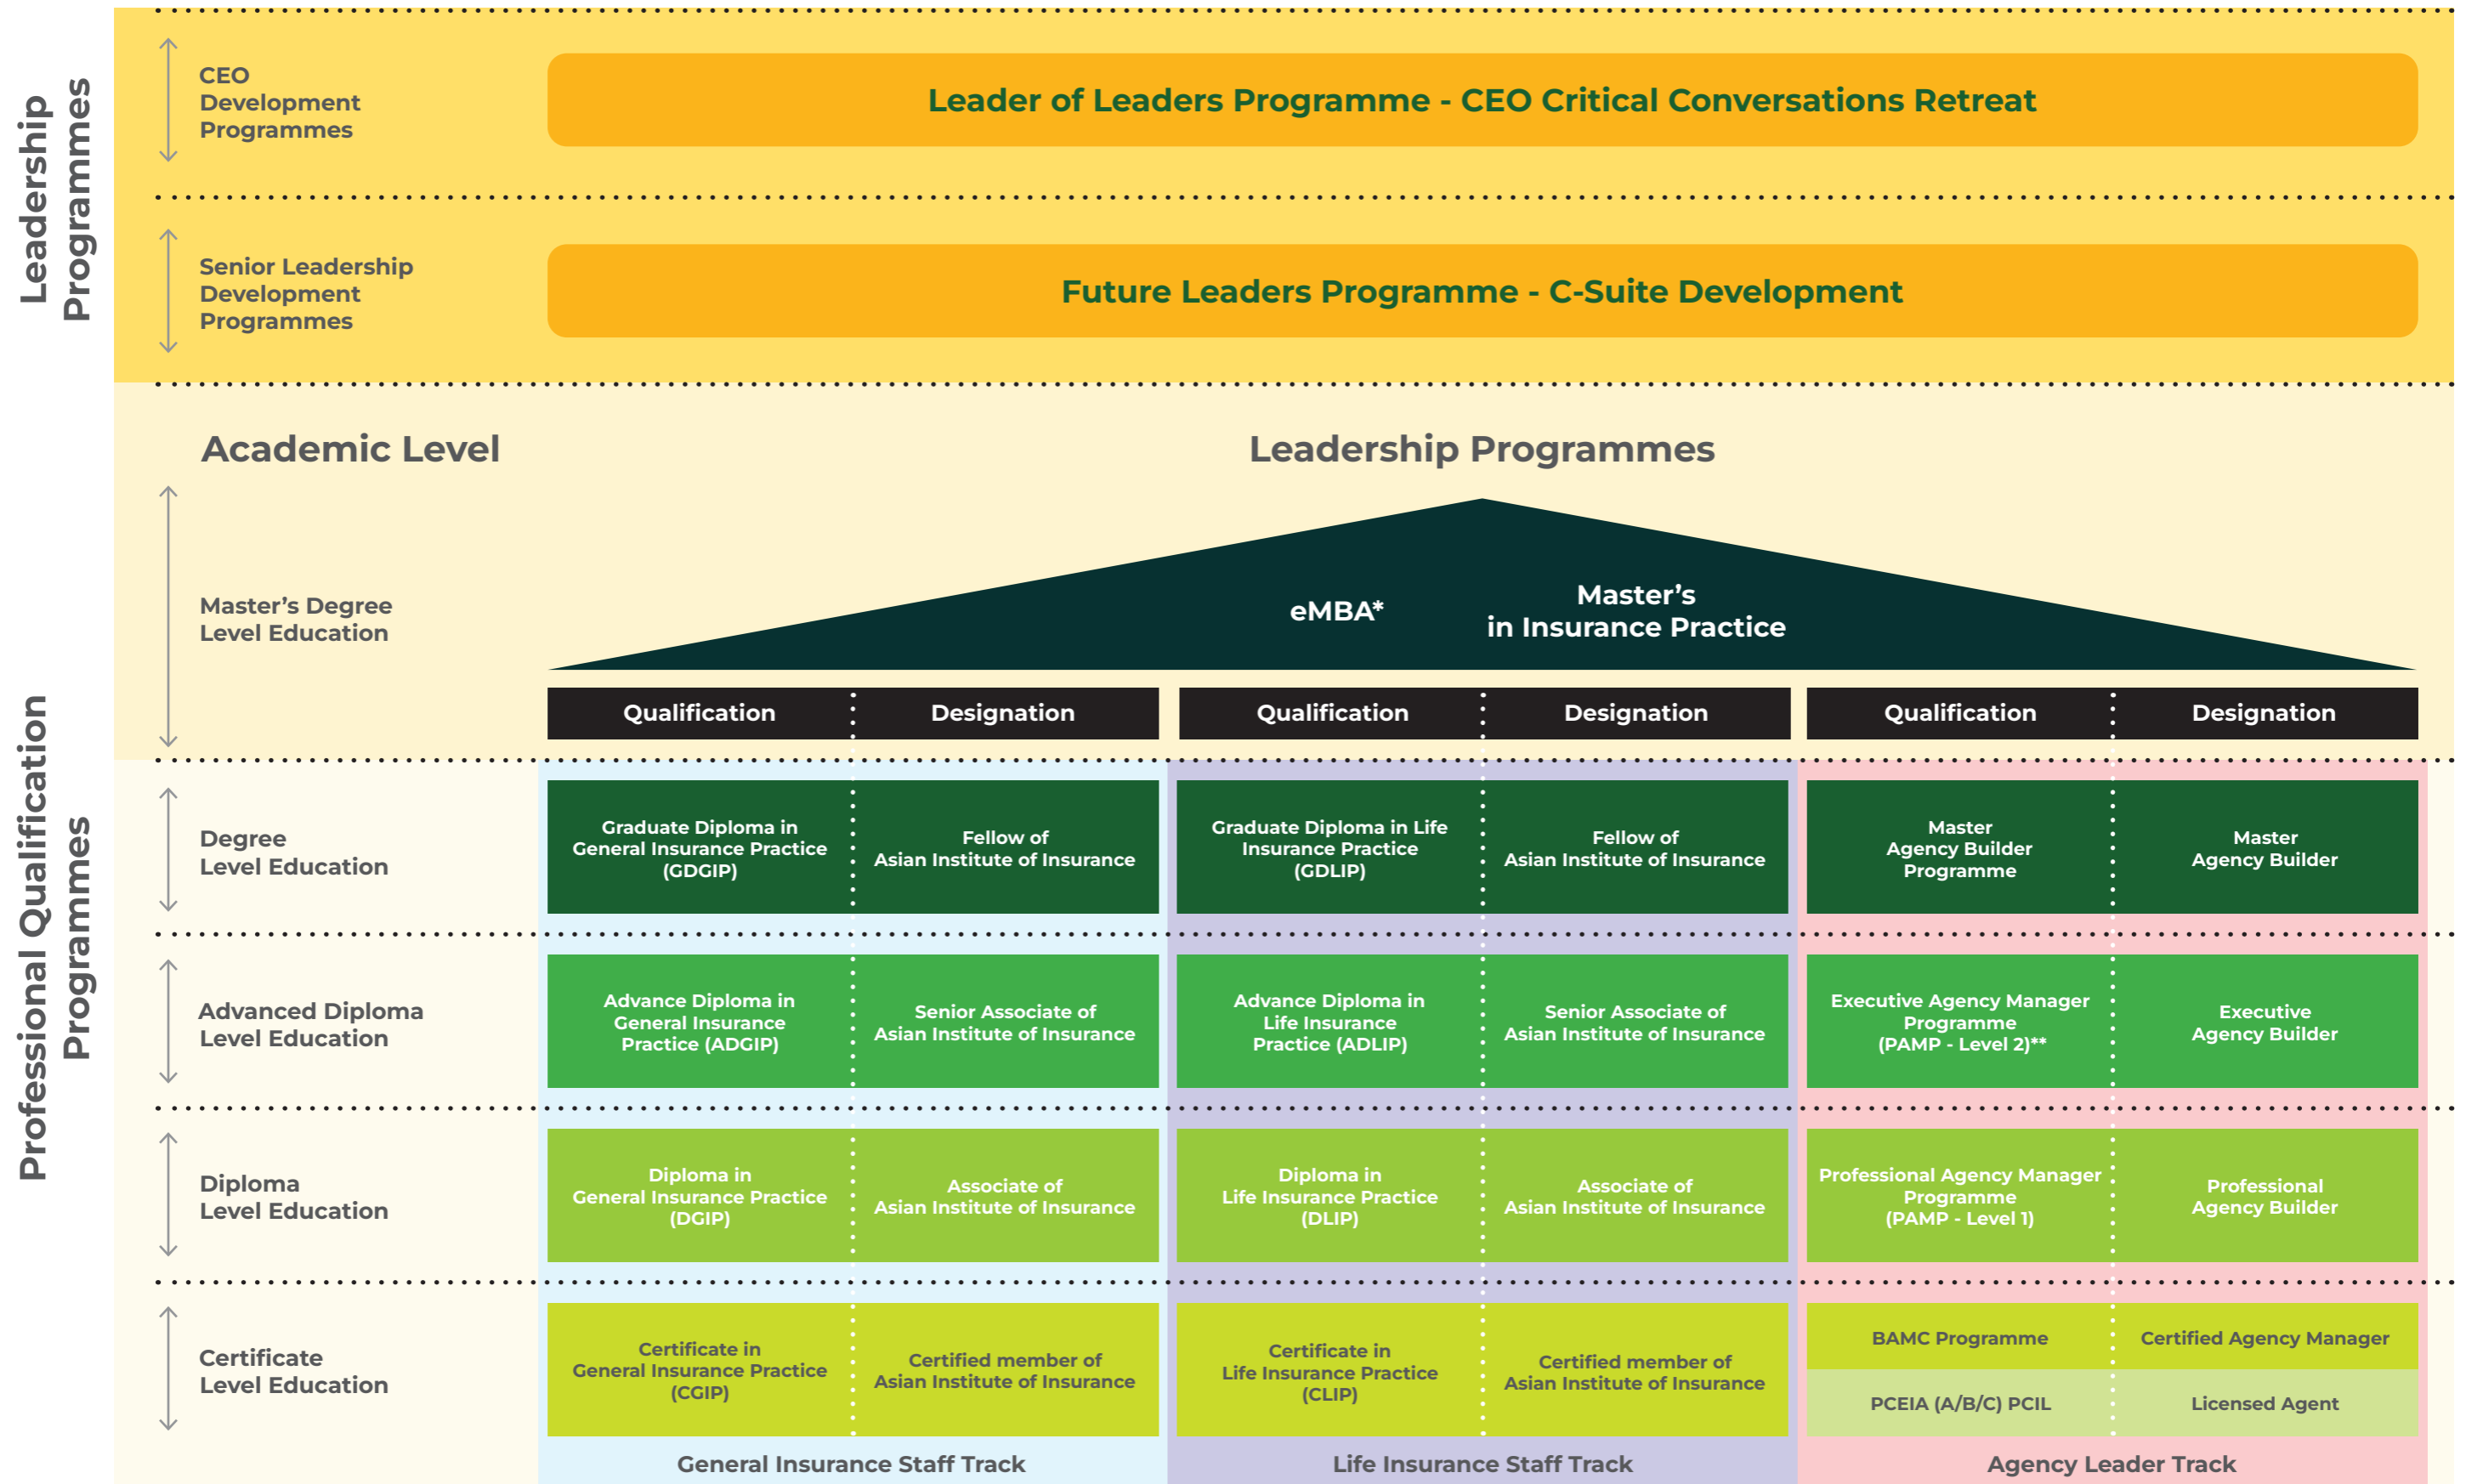 Leadership
Programmes
CEO
Development
Programmes
Leader of Leaders Programme - CEO Critical Conversations Retreat
Senior Leadership
Development
Programmes
Future Leaders Programme - C-Suite Development
Professional Qualification
Programmes
Academic Level
Leadership Programmes
Master's Degree
Level Education
eMBA*
Master's
in Insurance Practice
Qualification
Designation
Qualification
Designation
Qualification
Designation
Degree
Level Education
Graduate Diploma in
General Insurance Practice
(GDGIP)
Fellow of
Asian Institute of Insurance
Graduate Diploma in Life
Insurance Practice
(GDLIP)
Fellow of
Asian Institute of Insurance
Master
Agency Builder
Programme
Master
Agency Builder
Advanced Diploma
Level Education
Advance Diploma in
General Insurance
Practice (ADGIP)
Senior Associate of
Asian Institute of Insurance
Advance Diploma in
Life Insurance
Practice (ADLIP)
Senior Associate of
Asian Institute of Insurance
Executive Agency Manager
Programme
(PAMP - Level 2)**
Executive
Agency Builder
Diploma
Level Education
Diploma in
General Insurance Practice
(DGIP)
Associate of
Asian Institute of Insurance
Diploma in
Life Insurance Practice
(DLIP)
Associate of
Asian Institute of Insurance
Professional Agency Manager
Programme
(PAMP - Level 1)
Professional
Agency Builder
Certificate
Level Education
Certificate in
General Insurance Practice
(CGIP)
Certified member of
Asian Institute of Insurance
Certificate in
Life Insurance Practice
(CLIP)
Certified member of
Asian Institute of Insurance
BAMC Programme
Certified Agency Manager
PCEIA (A/B/C) PCIL
Licensed Agent
General Insurance Staff Track
Life Insurance Staff Track
Agency Leader Track